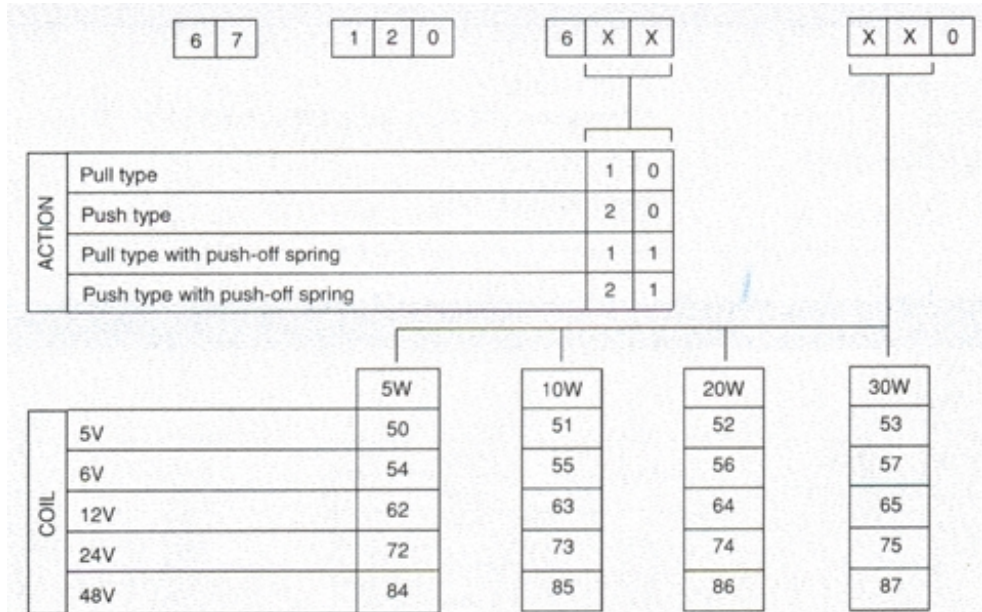 6 7 1 2 0 6 X X X X 0
ACTION
Pull type 1 0
Push type 2 0
Pull type with push-off spring 1 1
Push type with push-off spring 2 1
5W 10W 20W 30W
COIL
5V 50 51 52 53
6V 54 55 56 57
12V 62 63 64 65
24V 72 73 74 75
48V 84 85 86 87